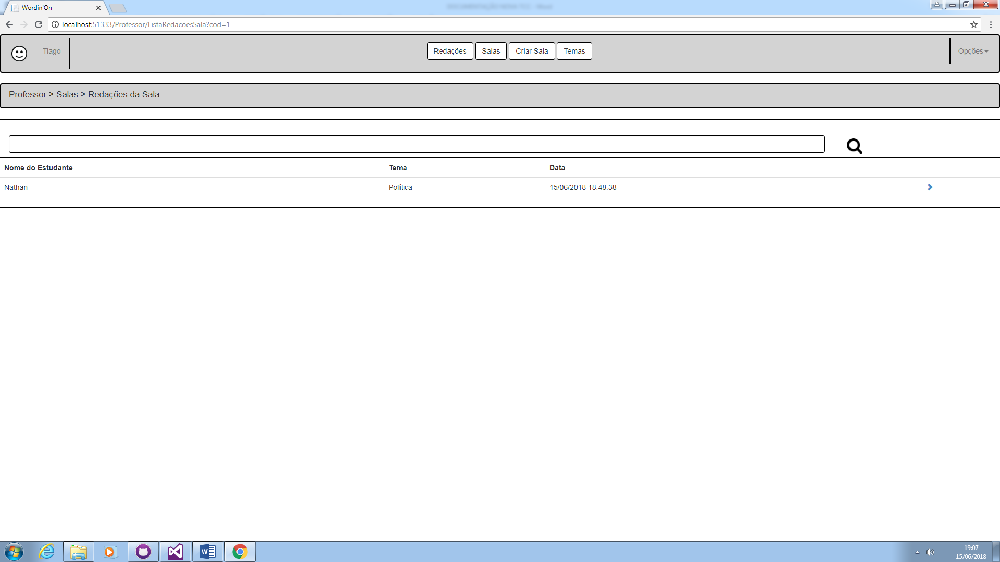 Wordin'On
localhost:51333/Professor/ListaRedacoesSala?cod=1
Tiago
Redações Salas Criar Sala Temas
Opções
Professor > Salas > Redações da Sala
Nome do Estudante Tema Data
Nathan Política 15/06/2018 18:48:38
19:07
15/06/2018